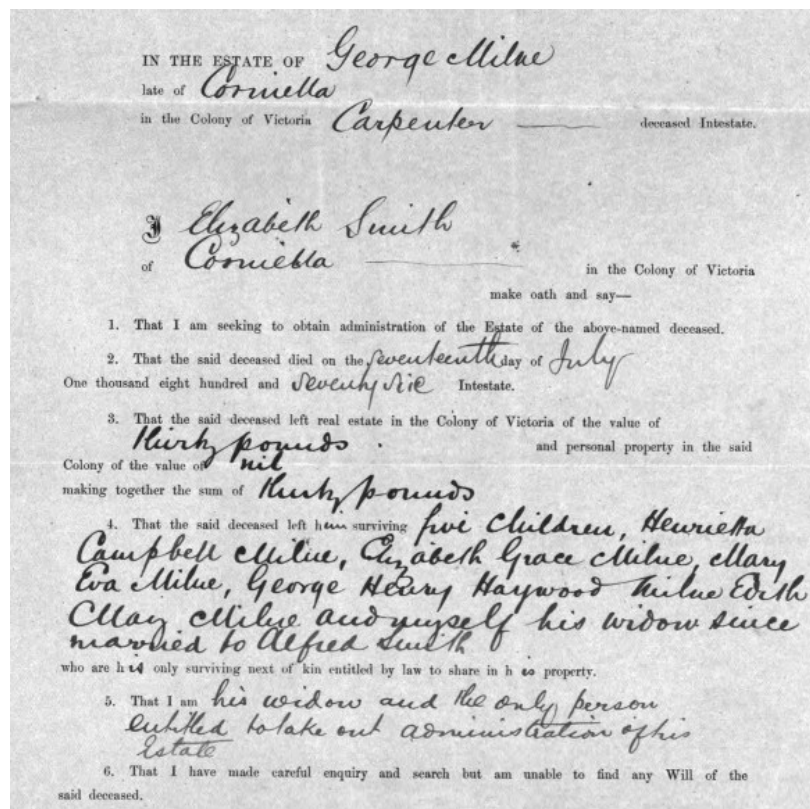 IN THE ESTATE OF George Milne
late of Corinella
in the Colony of Victoria Carpenter deceased Intestate.
I Elizabeth Smith
of Corinella in the Colony of Victoria
make oath and say—
1. That I am seeking to obtain administration of the Estate of the above-named deceased.
2. That the said deceased died on the seventeenth day of July
One thousand eight hundred and seventy six Intestate.
3. That the said deceased left real estate in the Colony of Victoria of the value of
thirty pounds and personal property in the said
Colony of the value of nil
making together the sum of thirty pounds
4. That the said deceased left him surviving five children, Henrietta
Campbell Milne, Elizabeth Grace Milne, Mary
Eva Milne, George Henry Haywood Milne Edith
May Milne and myself his widow since
married to Alfred Smith
who are his only surviving next of kin entitled by law to share in his property.
5. That I am his widow and the only person
entitled to take out administration of his
Estate
6. That I have made careful enquiry and search but am unable to find any Will of the
said deceased.